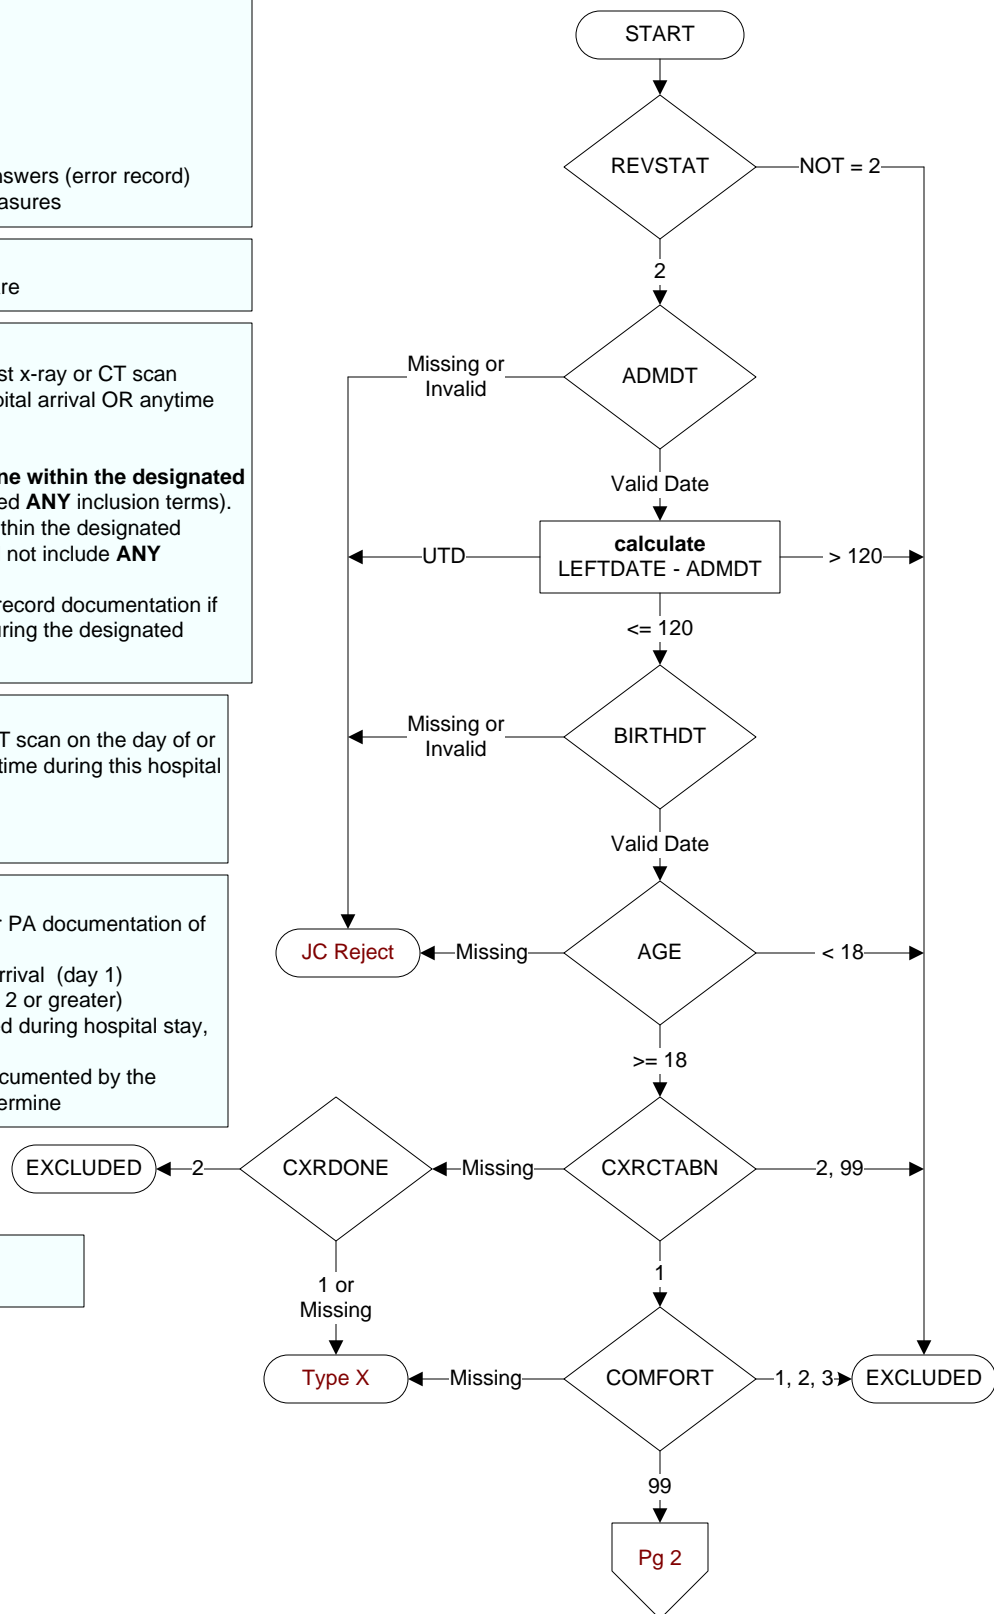 nswers (error record)
asures
re
st x-ray or CT scan
pital arrival OR anytime
ne within the designated
ed ANY inclusion terms).
thin the designated
not include ANY
record documentation if
uring the designated
T scan on the day of or
time during this hospital
r PA documentation of
rrival (day 1)
2 or greater)
ed during hospital stay,
cumented by the
ermine
START
REVSTAT
NOT = 2
2
ADMDT
Missing or
Invalid
Valid Date
calculate
LEFTDATE - ADMDT
UTD
> 120
<= 120
BIRTHDT
Missing or
Invalid
Valid Date
AGE
Missing
JC Reject
< 18
>= 18
CXRCTABN
Missing
CXRDONE
2
EXCLUDED
2, 99
1 or
Missing
1
COMFORT
Missing
Type X
1, 2, 3
EXCLUDED
99
Pg 2